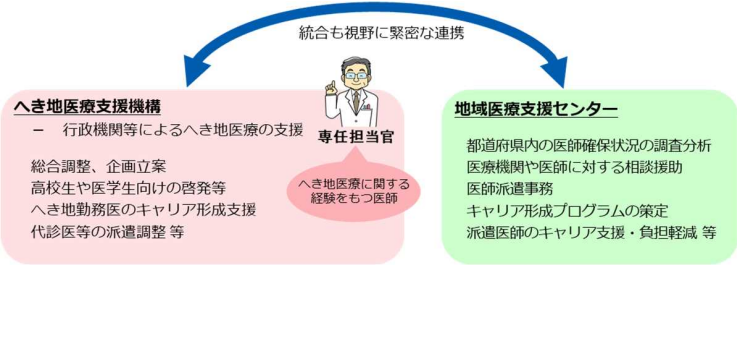 統合も視野に緊密な連携
へき地医療支援機構
－ 行政機関等によるへき地医療の支援
総合調整、企画立案
高校生や医学生向けの啓発等
へき地勤務医のキャリア形成支援
代診医等の派遣調整 等
専任担当官
へき地医療に関する
経験をもつ医師
地域医療支援センター
都道府県内の医師確保状況の調査分析
医療機関や医師に対する相談援助
医師派遣事務
キャリア形成プログラムの策定
派遣医師のキャリア支援・負担軽減 等